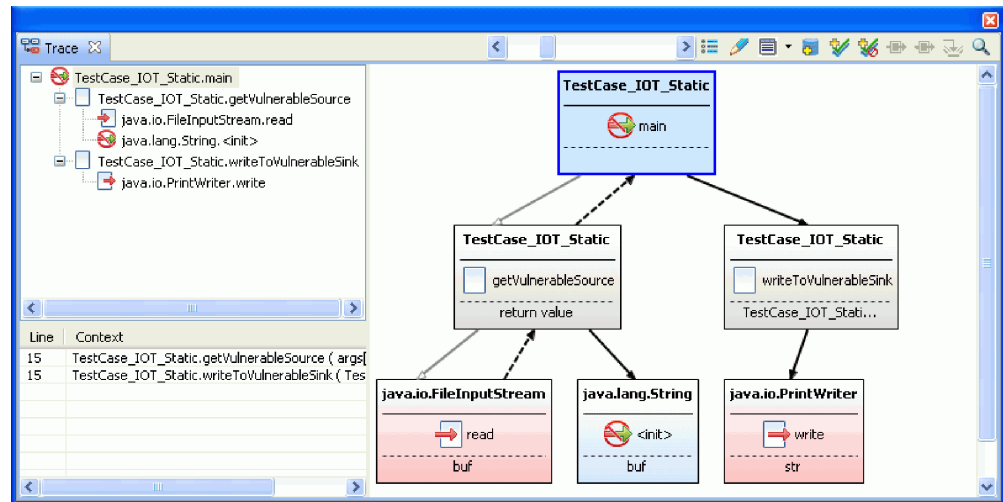 Trace
TestCase_IOT_Static.main
TestCase_IOT_Static.getVulnerableSource
java.io.FileInputStream.read
java.lang.String.<init>
TestCase_IOT_Static.writeToVulnerableSink
java.io.PrintWriter.write
Line Context
15 TestCase_IOT_Static.getVulnerableSource ( args[
15 TestCase_IOT_Static.writeToVulnerableSink ( Tes
TestCase_IOT_Static
main
TestCase_IOT_Static
getVulnerableSource
return value
TestCase_IOT_Static
writeToVulnerableSink
TestCase_IOT_Stati...
java.io.FileInputStream
read
buf
java.lang.String
<init>
buf
java.io.PrintWriter
write
str